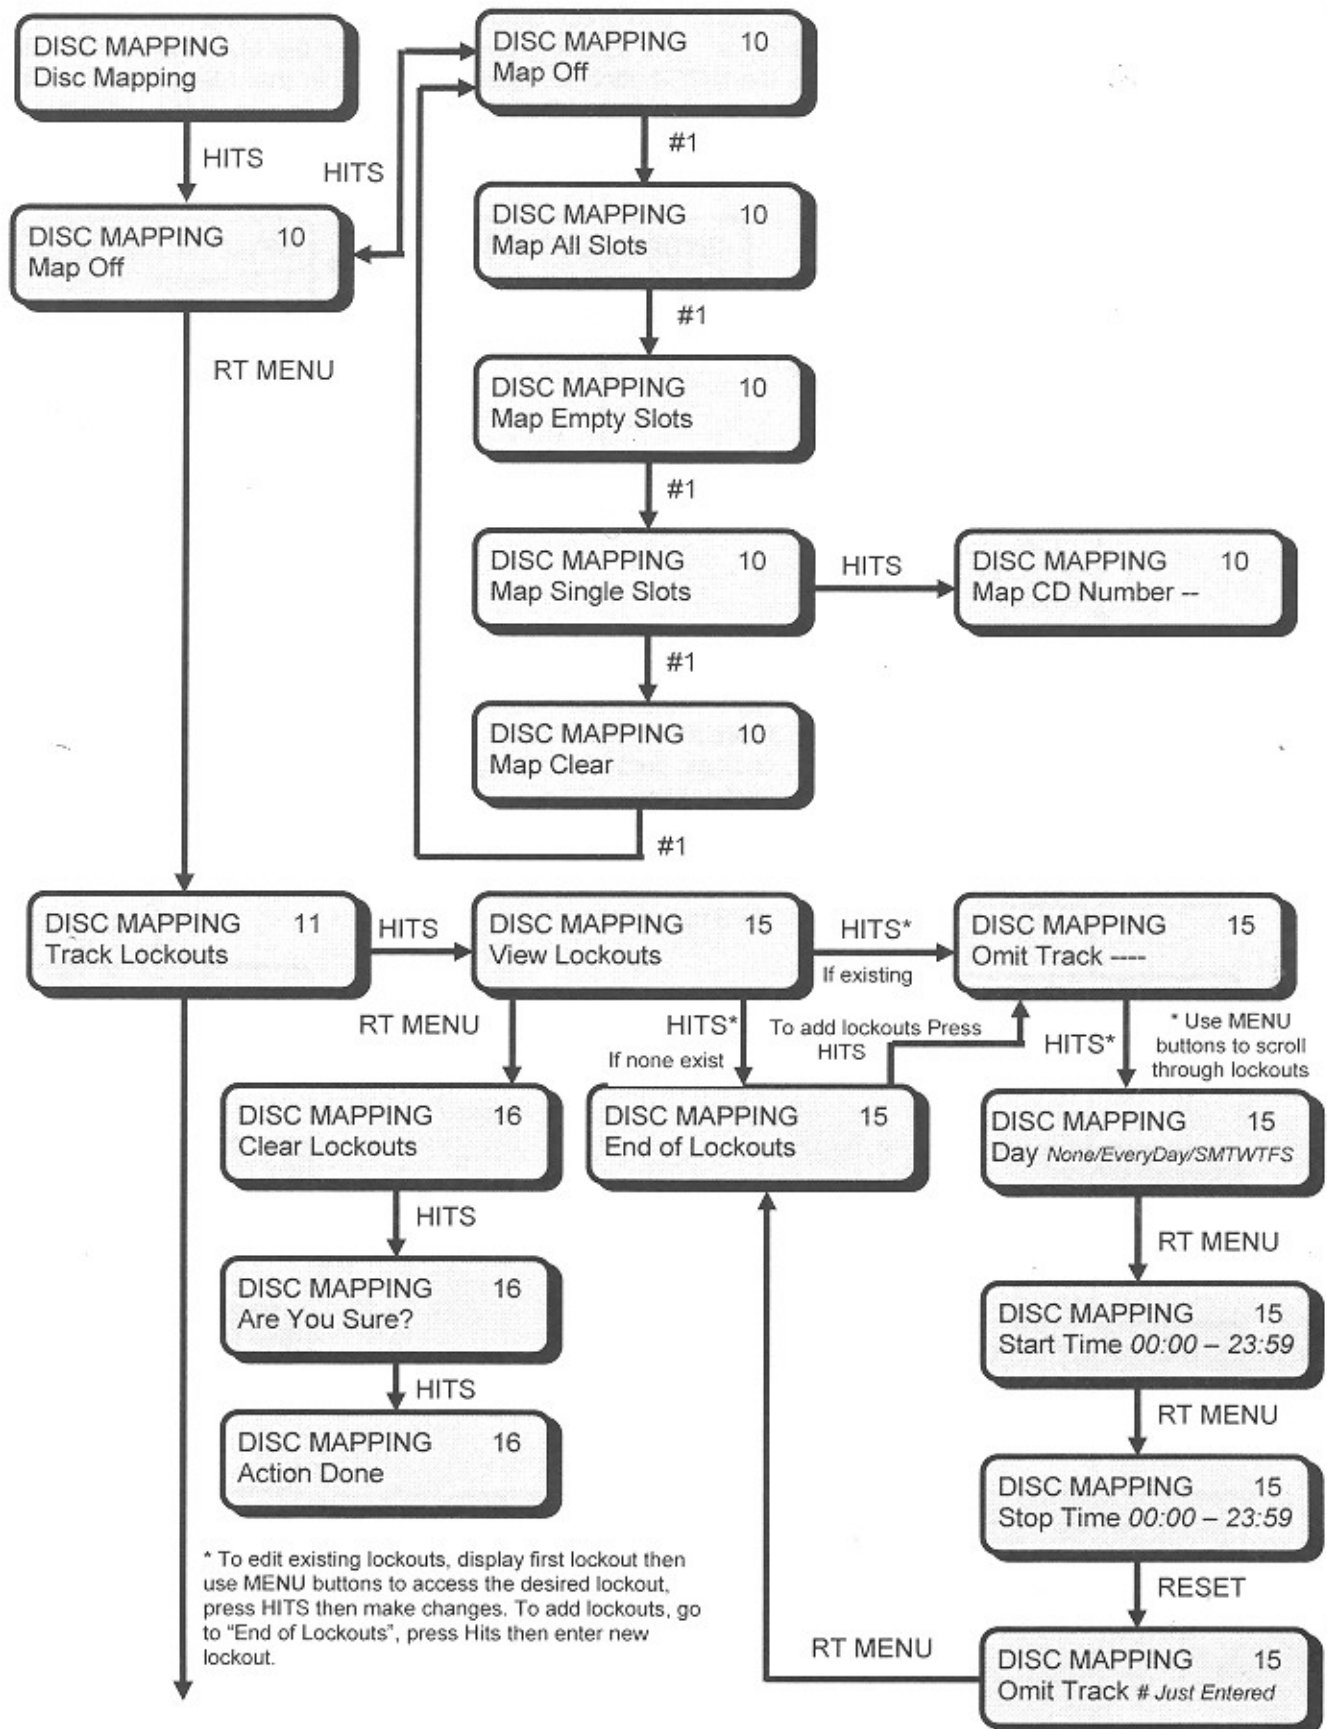 DISC MAPPING
Disc Mapping
HITS
DISC MAPPING 10
Map Off
RT MENU
HITS
DISC MAPPING 10
Map Off
#1
DISC MAPPING 10
Map All Slots
#1
DISC MAPPING 10
Map Empty Slots
#1
DISC MAPPING 10
Map Single Slots
HITS
DISC MAPPING 10
Map CD Number --
#1
DISC MAPPING 10
Map Clear
#1
DISC MAPPING 11
Track Lockouts
HITS
DISC MAPPING 15
View Lockouts
HITS*
If existing
DISC MAPPING 15
Omit Track ----
RT MENU
HITS*
If none exist
To add lockouts Press
HITS
HITS*
* Use MENU
buttons to scroll
through lockouts
DISC MAPPING 16
Clear Lockouts
DISC MAPPING 15
End of Lockouts
DISC MAPPING 15
Day None/EveryDay/SMTWTFS
HITS
RT MENU
DISC MAPPING 16
Are You Sure?
DISC MAPPING 15
Start Time 00:00 – 23:59
HITS
RT MENU
DISC MAPPING 16
Action Done
DISC MAPPING 15
Stop Time 00:00 – 23:59
RESET
* To edit existing lockouts, display first lockout then
use MENU buttons to access the desired lockout,
press HITS then make changes. To add lockouts, go
to “End of Lockouts”, press Hits then enter new
lockout.
RT MENU
DISC MAPPING 15
Omit Track # Just Entered